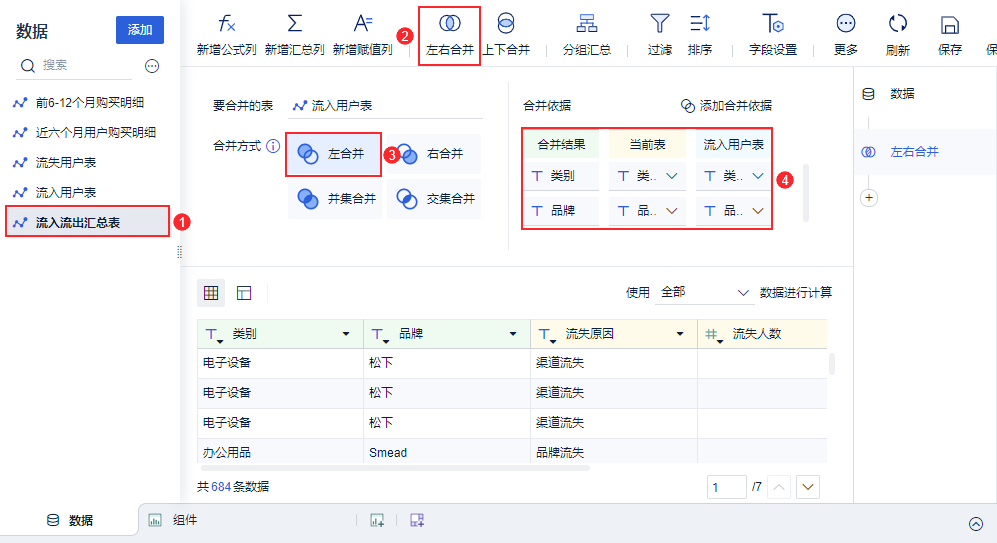 数据
添加
搜索
前6-12个月购买明细
近六个月用户购买明细
流失用户表
流入用户表
流入流出汇总表
1
新增公式列 新增汇总列 新增赋值列 2 左右合并 上下合并 分组汇总 过滤 排序 字段设置 更多 刷新 保存
要合并的表 流入用户表
合并方式 左合并 3 右合并
并集合并 交集合并
合并依据 添加合并依据
合并结果 当前表 流入用户表
类别 类.. 类..
4
品牌 品.. 品..
数据
左右合并
使用 全部 数据进行计算
类别 品牌 流失原因 流失人数
电子设备 松下 渠道流失
电子设备 松下 渠道流失
电子设备 松下 渠道流失
办公用品 Smead 品牌流失
共684条数据 1 /7
数据 组件